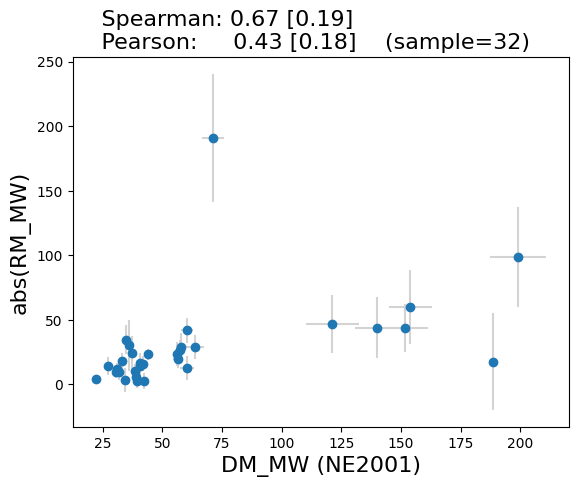 Spearman: 0.67 [0.19]
Pearson: 0.43 [0.18] (sample=32)
250
200
150
100
50
0
abs(RM_MW)
25 50 75 100 125 150 175 200
DM_MW (NE2001)